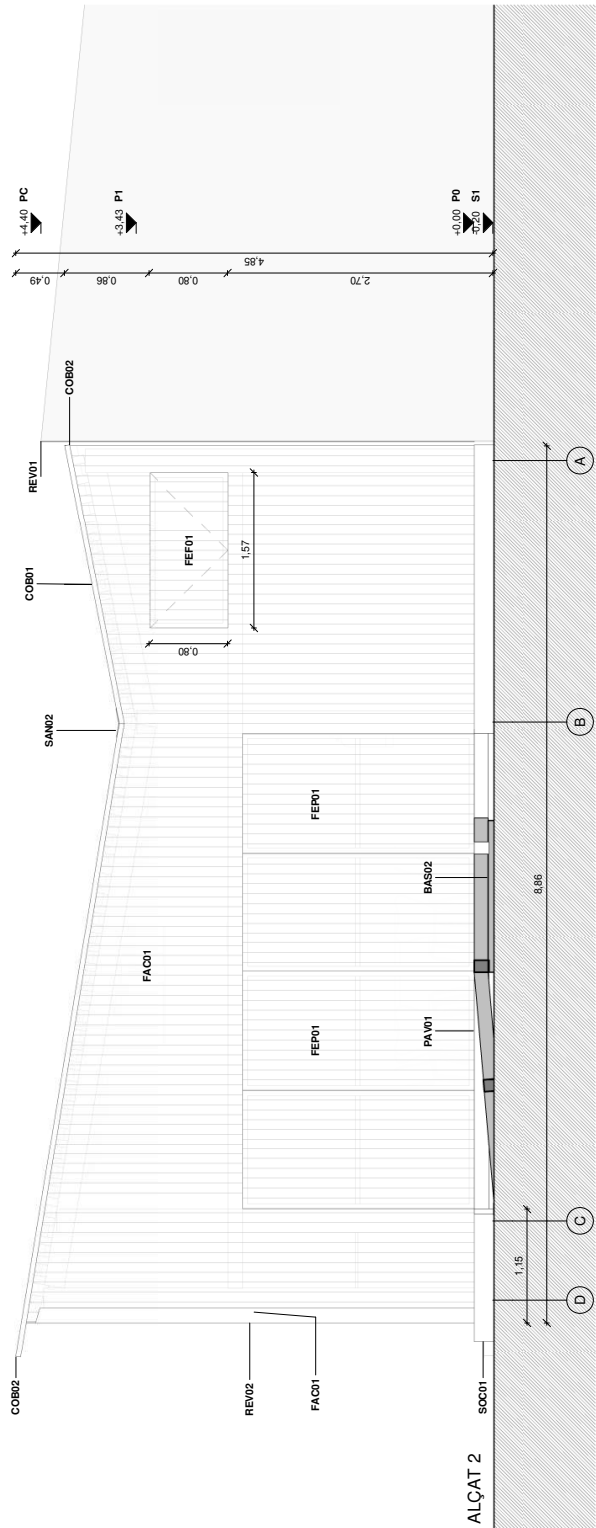 COB02
SAN02
COB01
REV01
COB02
+4,40 PC
+3,43 P1
+0,00 P0
-0,20 S1
0,49
0,86
0,80
2,70
4,85
FAC01
FEF01
1,57
0,80
FEP01
FEP01
REV02
FAC01
PAV01
BAS02
SOC01
1,15
8,86
D
C
B
A
ALÇAT 2